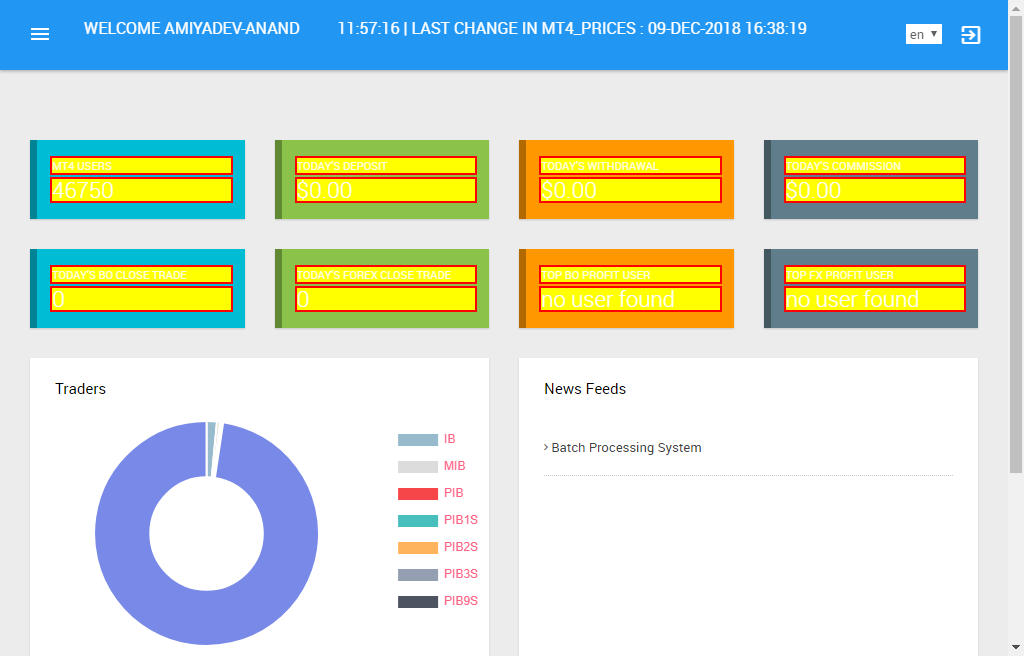 WELCOME AMIYADEV-ANAND 11:57:16 | LAST CHANGE IN MT4_PRICES : 09-DEC-2018 16:38:19 en
MT4 USERS
46750
TODAY'S DEPOSIT
$0.00
TODAY'S WITHDRAWAL
$0.00
TODAY'S COMMISSION
$0.00
TODAY'S BO CLOSE TRADE
0
TODAY'S FOREX CLOSE TRADE
0
TOP BO PROFIT USER
no user found
TOP FX PROFIT USER
no user found
Traders
IB
MIB
PIB
PIB1S
PIB2S
PIB3S
PIB9S
News Feeds
Batch Processing System